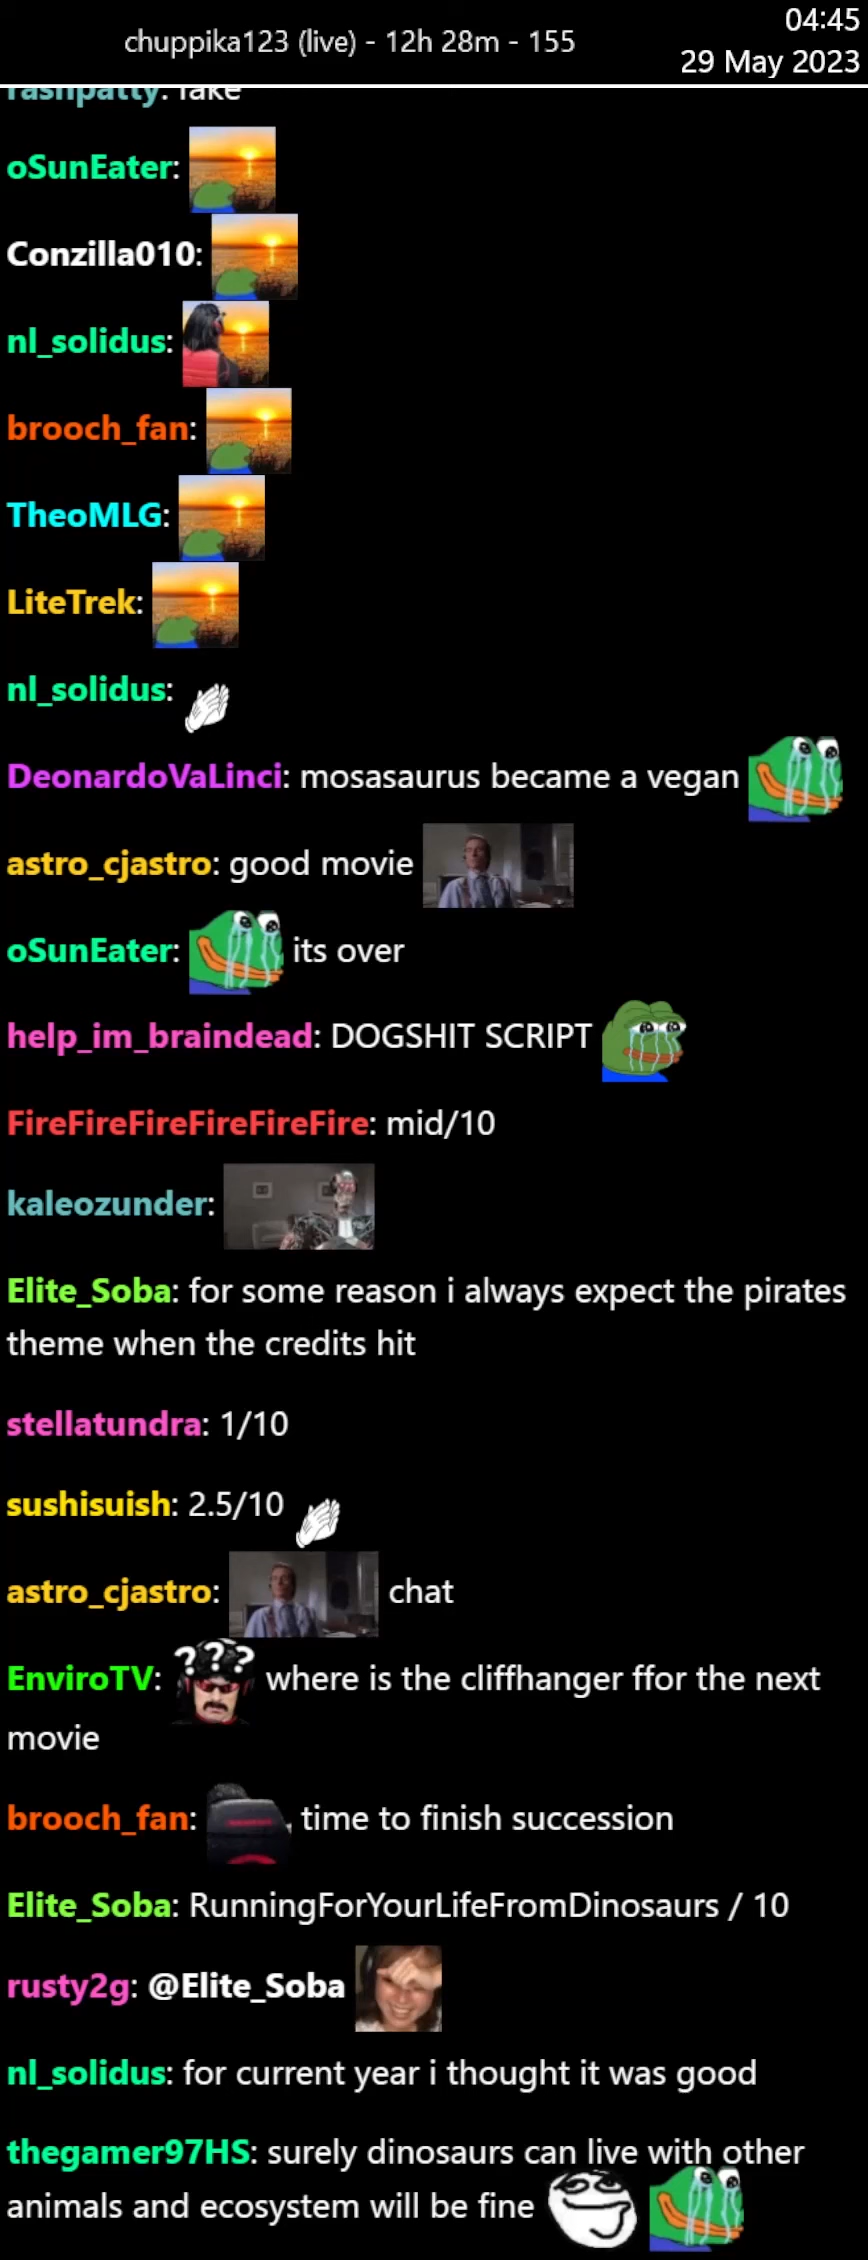 04:45
chuppika123 (live) - 12h 28m - 155
29 May 2023
rashpatty: fake
oSunEater:
Conzilla010:
nl_solidus:
brooch_fan:
TheoMLG:
LiteTrek:
nl_solidus:
DeonardoVaLinci: mosasaurus became a vegan
astro_cjastro: good movie
oSunEater: its over
help_im_braindead: DOGSHIT SCRIPT
FireFireFireFireFireFire: mid/10
kaleozunder:
Elite_Soba: for some reason i always expect the pirates
theme when the credits hit
stellatundra: 1/10
sushisuish: 2.5/10
astro_cjastro: chat
EnviroTV: ??? where is the cliffhanger ffor the next
movie
brooch_fan: time to finish succession
Elite_Soba: RunningForYourLifeFromDinosaurs / 10
rusty2g: @Elite_Soba
nl_solidus: for current year i thought it was good
thegamer97HS: surely dinosaurs can live with other
animals and ecosystem will be fine